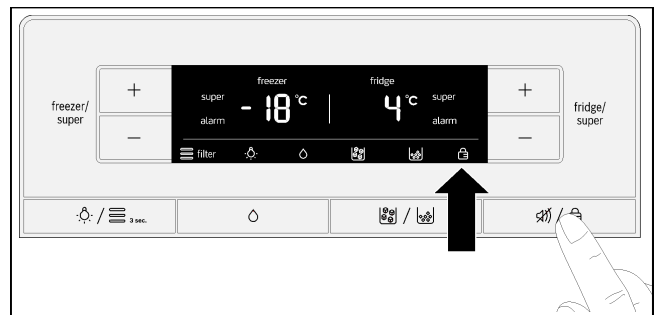 freezer/
super
+
−
freezer
super
alarm
-18 °C
fridge
4 °C
super
alarm
filter
+
−
fridge/
super
/ 3 sec.
/
/